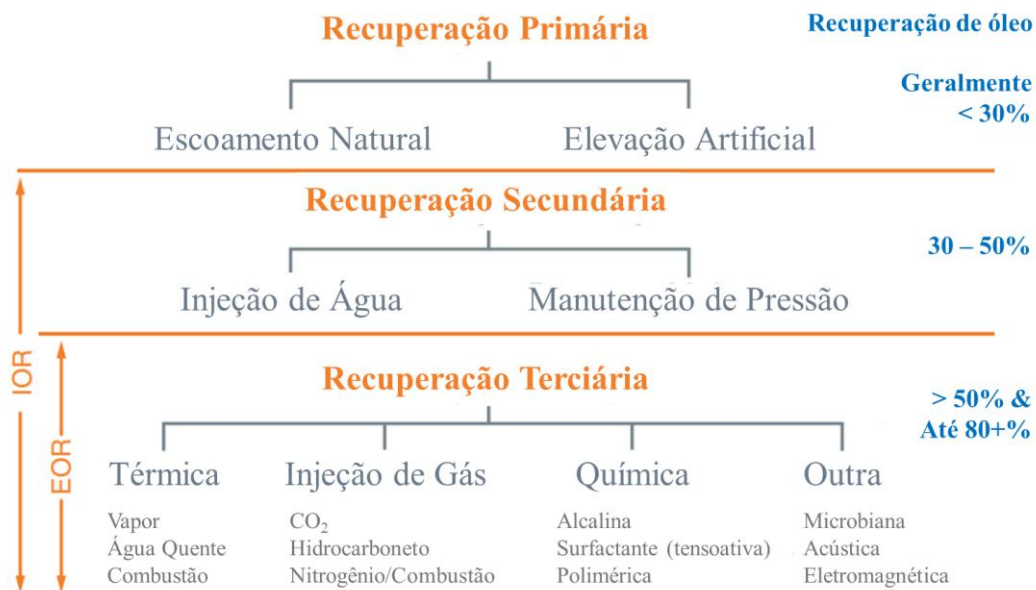 Recuperação Primária
Recuperação de óleo
Geralmente
< 30%
Escoamento Natural
Elevação Artificial
Recuperação Secundária
30 – 50%
Injeção de Água
Manutenção de Pressão
IOR
EOR
Recuperação Terciária
> 50% &
Até 80+%
Térmica
Injeção de Gás
Química
Outra
Vapor
Água Quente
Combustão
CO₂
Hidrocarboneto
Nitrogênio/Combustão
Alcalina
Surfactante (tensoativa)
Polimérica
Microbiana
Acústica
Eletromagnética